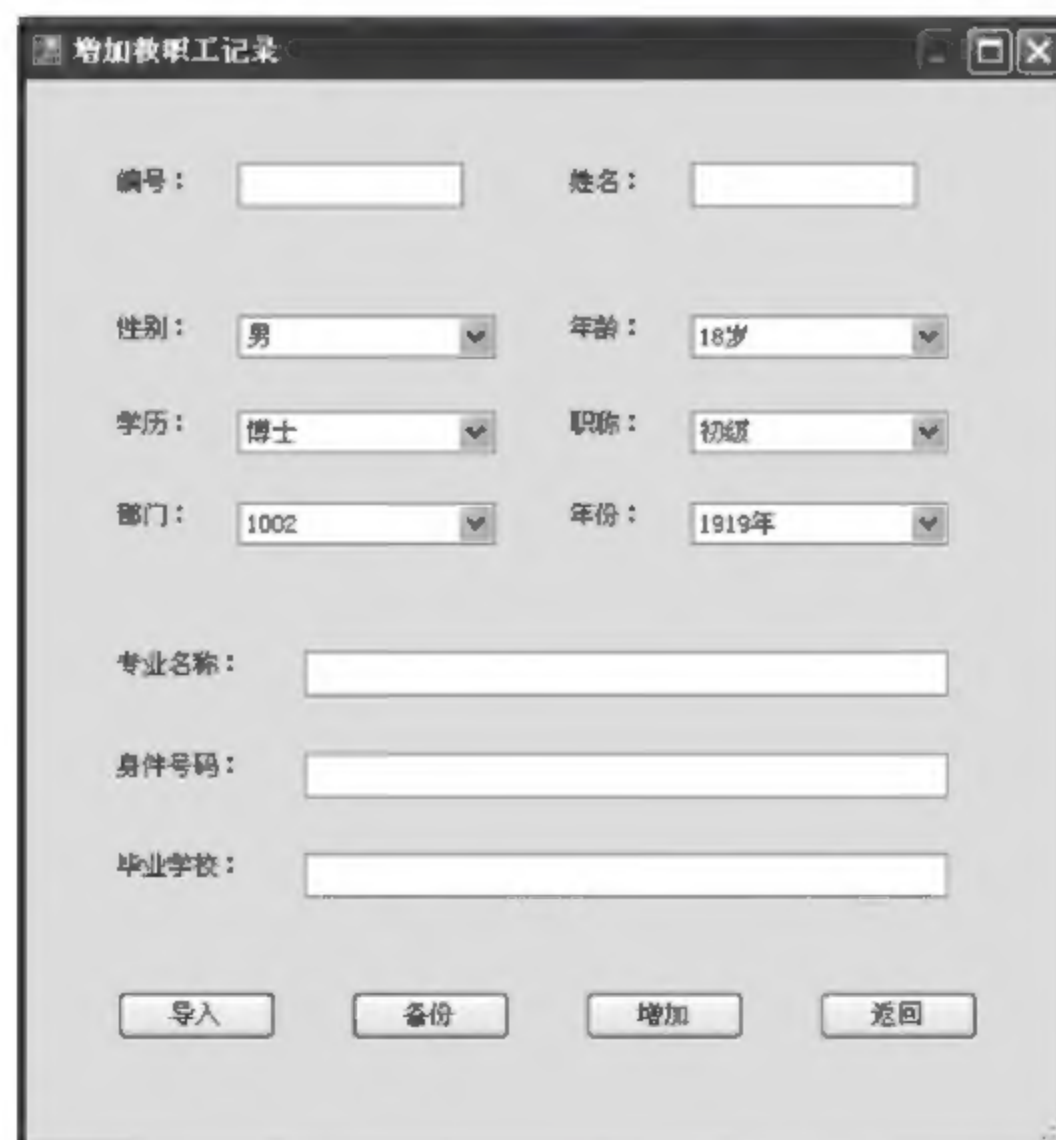 增加教职工记录
编号： 姓名：
性别： 男 年龄： 18岁
学历： 博士 职称： 初级
部门： 1002 年份： 1919年
专业名称：
身件号码：
毕业学校：
导入 备份 增加 返回